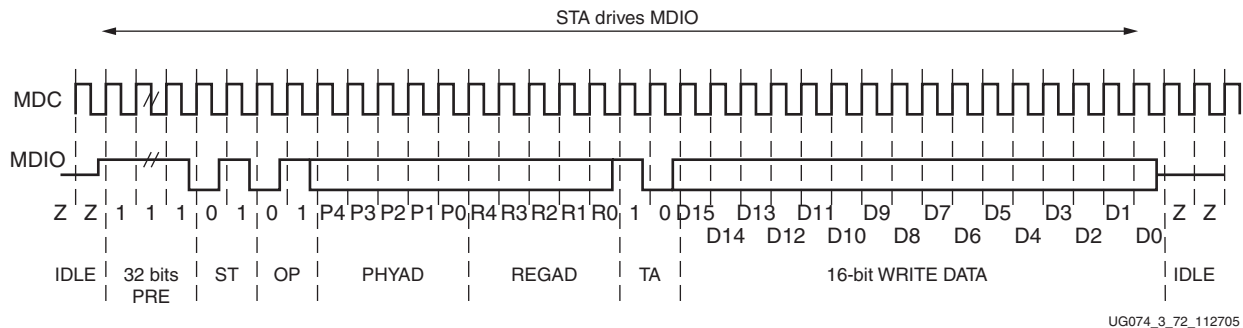 STA drives MDIO
MDC
MDIO
Z Z 1 1 1 0 1 0 1 P4 P3 P2 P1 P0 R4 R3 R2 R1 R0 1 0 D15 D13 D11 D9 D7 D5 D3 D1 Z Z
D14 D12 D10 D8 D6 D4 D2 D0
IDLE 32 bits ST OP PHYAD REGAD TA 16-bit WRITE DATA IDLE
PRE
UG074_3_72_112705